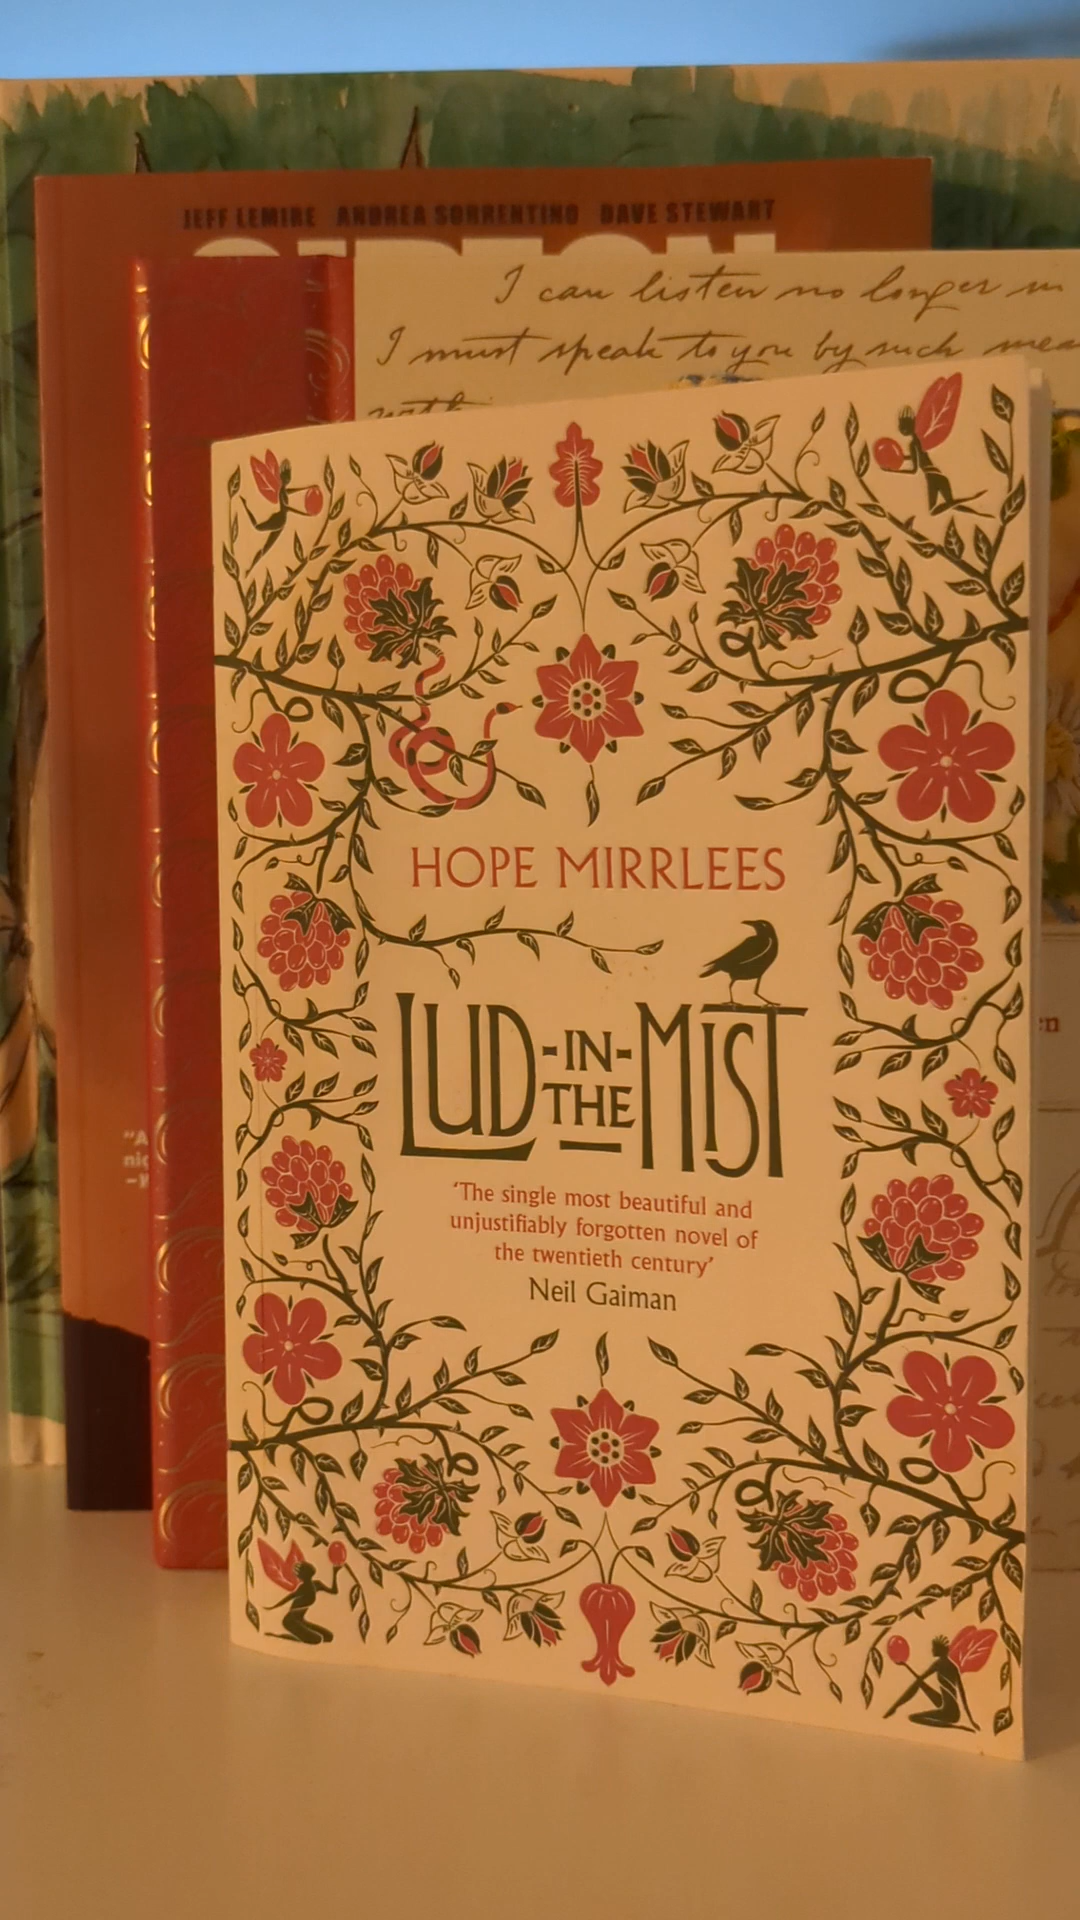 JEFF LEMIRE ANDREA SORRENTINO DAVE STEWART
I can listen no longer in
I must speak to you by such
HOPE MIRRLEES
LUD-IN-THE-MIST
'The single most beautiful and
unjustifiably forgotten novel of
the twentieth century'
Neil Gaiman